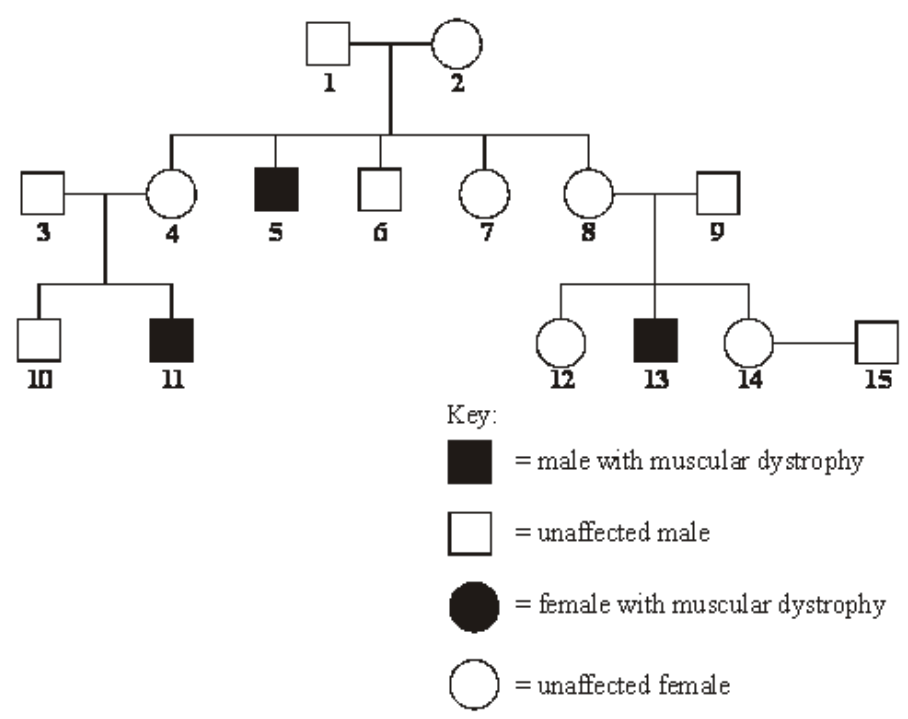 1 2
3 4 5 6 7 8 9
10 11 12 13 14 15
Key:
= male with muscular dystrophy
= unaffected male
= female with muscular dystrophy
= unaffected female